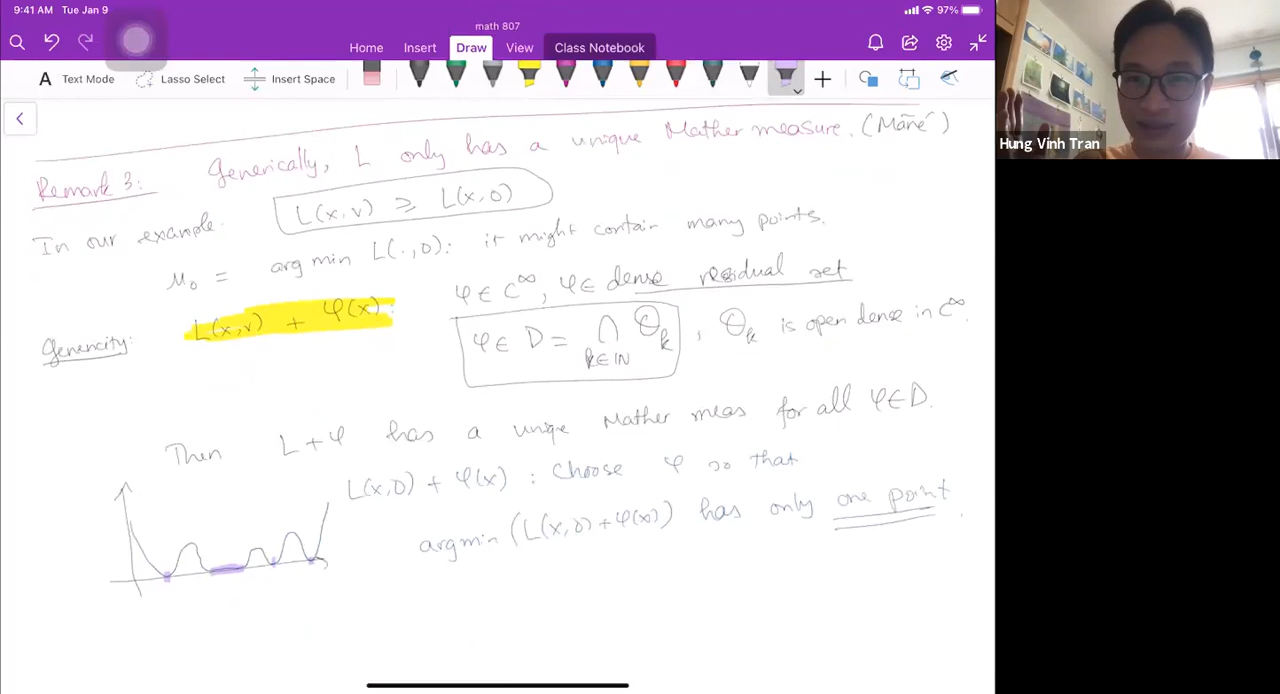 9:41 AM Tue Jan 9
97%
math 807
Home Insert Draw View Class Notebook
A Text Mode Lasso Select Insert Space
Hung Vinh Tran
Remark 3: Generically, L only has a unique Mather measure. (Mãné)
In our example. L(x,v) ⩾ L(x,0)
M₀ = arg min L(·,0): it might contain many points.
Genericity: L(x,v) + φ(x): φ ∈ C^∞, φ ∈ dense residual set
φ ∈ D = ∩_{k∈ℕ} O_k, O_k is open dense in C^∞.
Then L+φ has a unique Mather meas for all φ∈D.
L(x,0) + φ(x) : Choose φ so that
argmin (L(x,0)+φ(x)) has only one point.